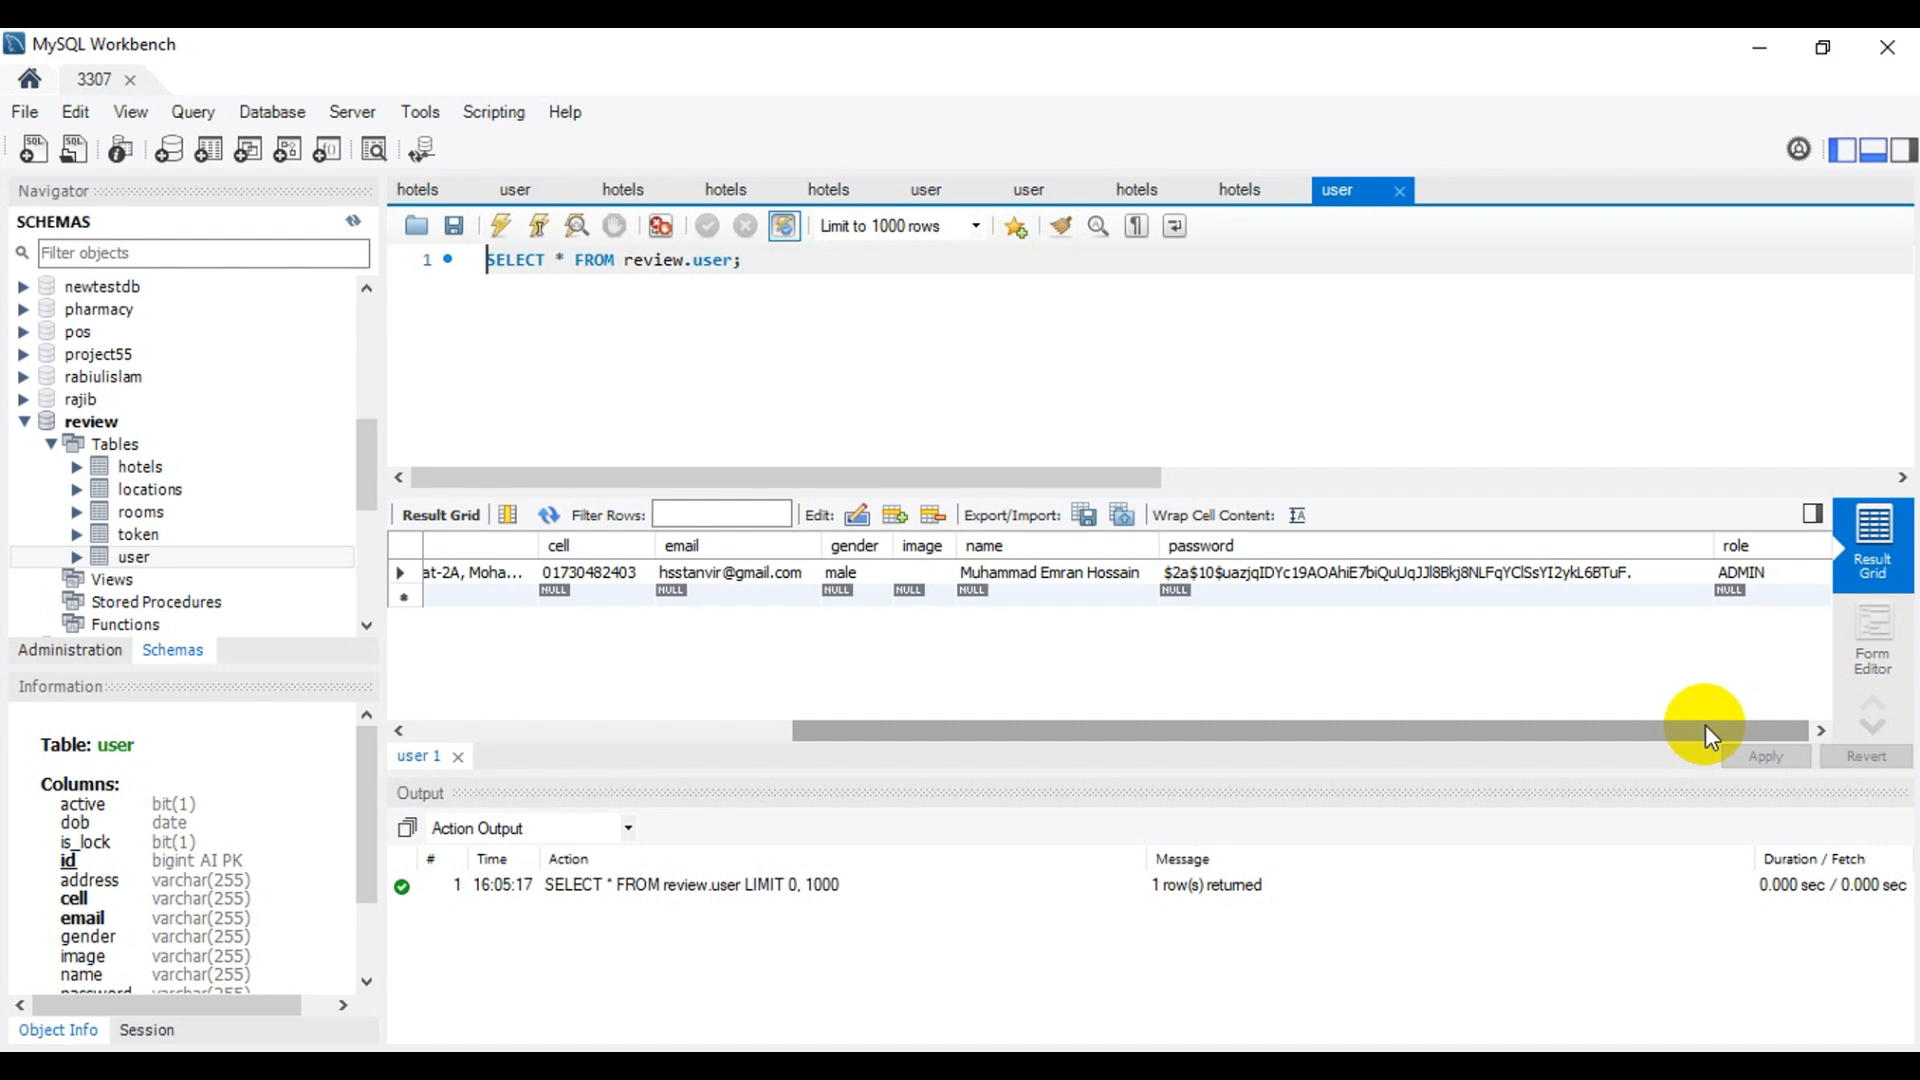 MySQL Workbench
3307
File Edit View Query Database Server Tools Scripting Help
Navigator
SCHEMAS
Filter objects
newtestdb
pharmacy
pos
project55
rabiulislam
rajib
review
Tables
hotels
locations
rooms
token
user
Views
Stored Procedures
Functions
Administration Schemas
Information
Table: user
Columns:
active bit(1)
dob date
is_lock bit(1)
id bigint AI PK
address varchar(255)
cell varchar(255)
email varchar(255)
gender varchar(255)
image varchar(255)
name varchar(255)
password varchar(255)
Object Info Session
hotels user hotels hotels hotels user user hotels hotels user
Limit to 1000 rows
1 SELECT * FROM review.user;
Result Grid Filter Rows: Edit: Export/Import: Wrap Cell Content:
cell email gender image name password role
at-2A, Moha... 01730482403 hsstanvir@gmail.com male Muhammad Emran Hossain ADMIN
NULL NULL NULL NULL NULL NULL NULL
Result Grid
Form Editor
user 1
Apply Revert
Output
Action Output
# Time Action Message Duration / Fetch
1 16:05:17 SELECT * FROM review.user LIMIT 0, 1000 1 row(s) returned 0.000 sec / 0.000 sec